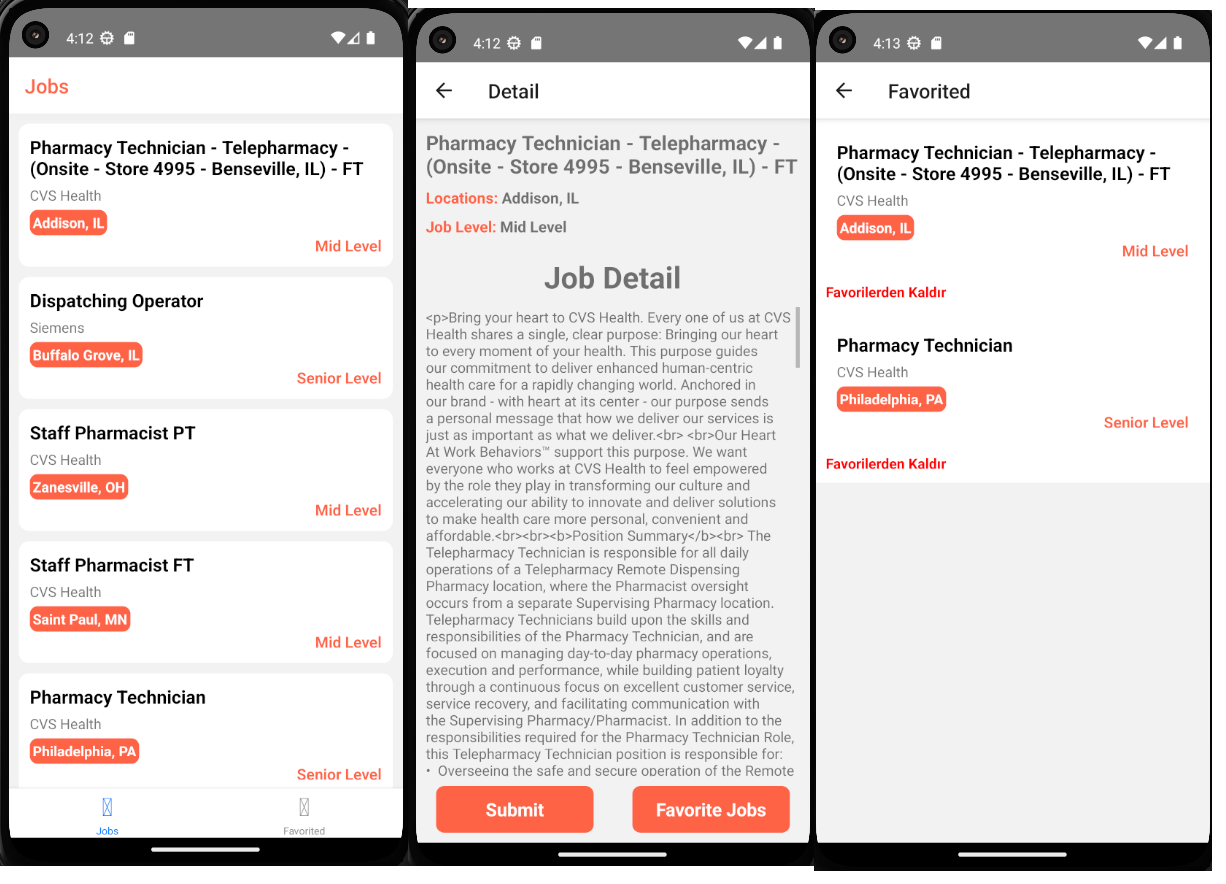 4:12
Jobs
Pharmacy Technician - Telepharmacy -
(Onsite - Store 4995 - Benseville, IL) - FT
CVS Health
Addison, IL
Mid Level
Dispatching Operator
Siemens
Buffalo Grove, IL
Senior Level
Staff Pharmacist PT
CVS Health
Zanesville, OH
Mid Level
Staff Pharmacist FT
CVS Health
Saint Paul, MN
Mid Level
Pharmacy Technician
CVS Health
Philadelphia, PA
Senior Level
Jobs
Favorited
4:12
Detail
Pharmacy Technician - Telepharmacy -
(Onsite - Store 4995 - Benseville, IL) - FT
Locations: Addison, IL
Job Level: Mid Level
Job Detail
<p>Bring your heart to CVS Health. Every one of us at CVS
Health shares a single, clear purpose: Bringing our heart
to every moment of your health. This purpose guides
our commitment to deliver enhanced human-centric
health care for a rapidly changing world. Anchored in
our brand - with heart at its center - our purpose sends
a personal message that how we deliver our services is
just as important as what we deliver.<br> <br>Our Heart
At Work Behaviors™ support this purpose. We want
everyone who works at CVS Health to feel empowered
by the role they play in transforming our culture and
accelerating our ability to innovate and deliver solutions
to make health care more personal, convenient and
affordable.<br><br><b>Position Summary</b><br> The
Telepharmacy Technician is responsible for all daily
operations of a Telepharmacy Remote Dispensing
Pharmacy location, where the Pharmacist oversight
occurs from a separate Supervising Pharmacy location.
Telepharmacy Technicians build upon the skills and
responsibilities of the Pharmacy Technician, and are
focused on managing day-to-day pharmacy operations,
execution and performance, while building patient loyalty
through a continuous focus on excellent customer service,
service recovery, and facilitating communication with
the Supervising Pharmacy/Pharmacist. In addition to the
responsibilities required for the Pharmacy Technician Role,
this Telepharmacy Technician position is responsible for:
• Overseeing the safe and secure operation of the Remote
Submit
Favorite Jobs
4:13
Favorited
Pharmacy Technician - Telepharmacy -
(Onsite - Store 4995 - Benseville, IL) - FT
CVS Health
Addison, IL
Mid Level
Favorilerden Kaldır
Pharmacy Technician
CVS Health
Philadelphia, PA
Senior Level
Favorilerden Kaldır